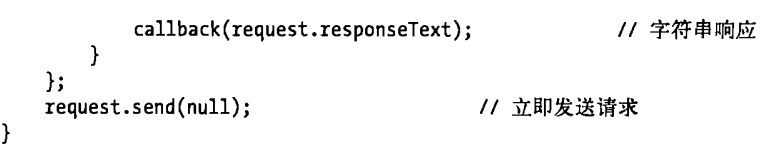 callback(request.responseText); // 字符串响应
}
};
request.send(null); // 立即发送请求
}